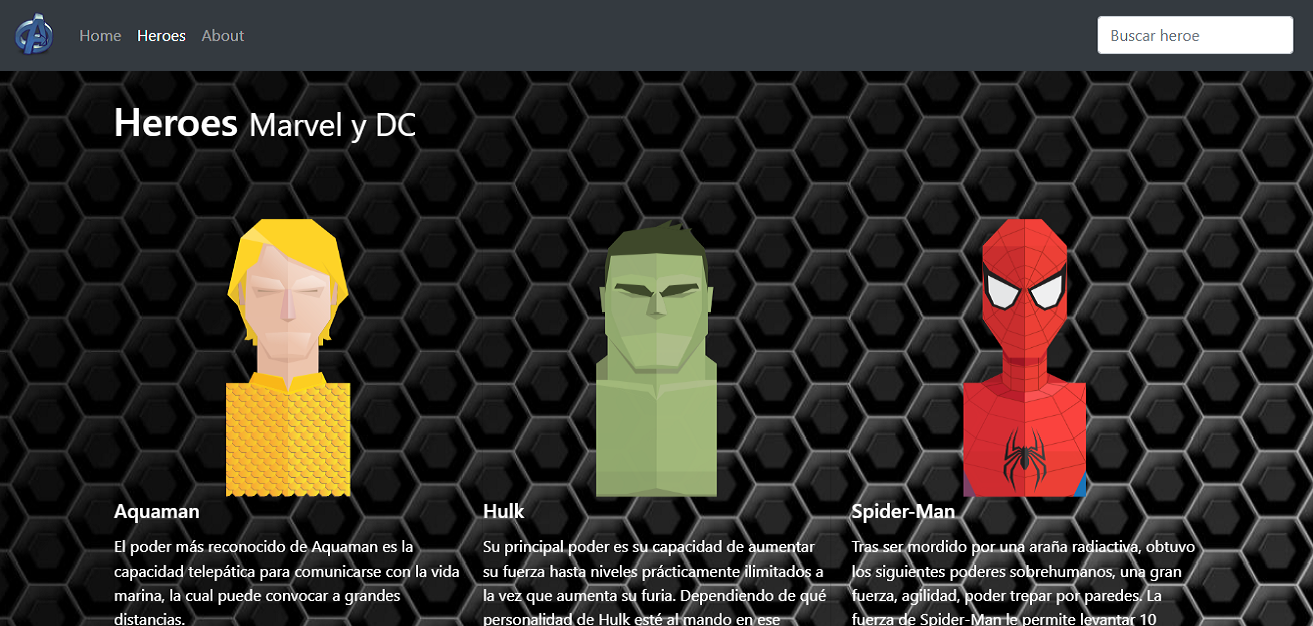 Home Heroes About
Buscar heroe
Heroes Marvel y DC
Aquaman
El poder más reconocido de Aquaman es la
capacidad telepática para comunicarse con la vida
marina, la cual puede convocar a grandes
distancias.
Hulk
Su principal poder es su capacidad de aumentar
su fuerza hasta niveles prácticamente ilimitados a
la vez que aumenta su furia. Dependiendo de qué
personalidad de Hulk esté al mando en ese
Spider-Man
Tras ser mordido por una araña radiactiva, obtuvo
los siguientes poderes sobrehumanos, una gran
fuerza, agilidad, poder trepar por paredes. La
fuerza de Spider-Man le permite levantar 10